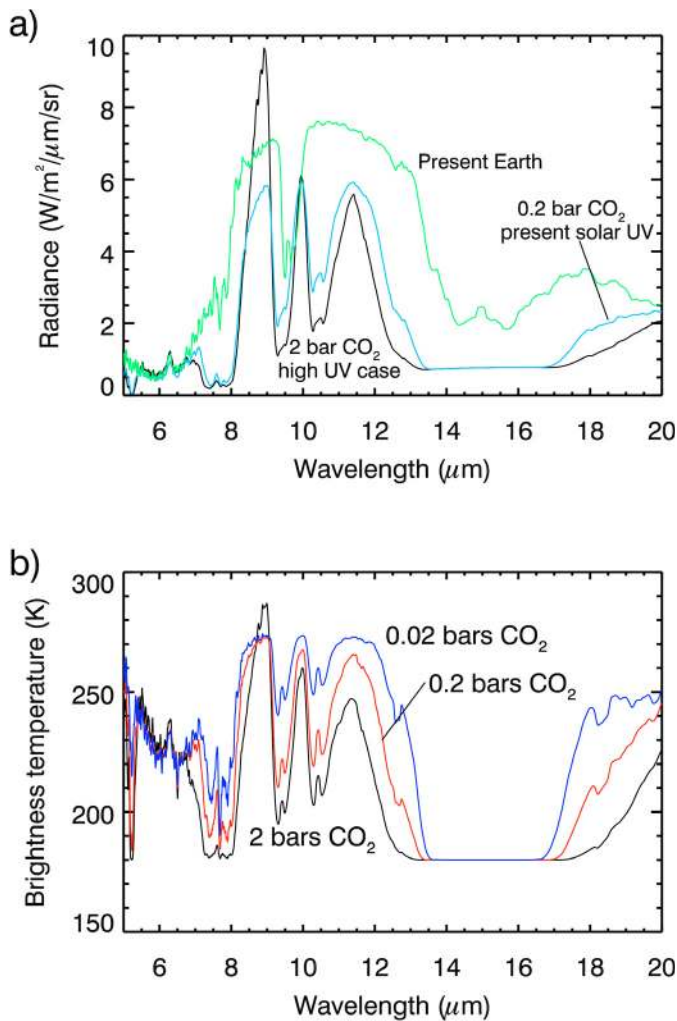 a)
10
8
6
4
2
0
Radiance (W/m²/μm/sr)
Present Earth
0.2 bar CO₂
present solar UV
2 bar CO₂
high UV case
6 8 10 12 14 16 18 20
Wavelength (μm)
b)
300
250
200
150
Brightness temperature (K)
0.02 bars CO₂
0.2 bars CO₂
2 bars CO₂
6 8 10 12 14 16 18 20
Wavelength (μm)